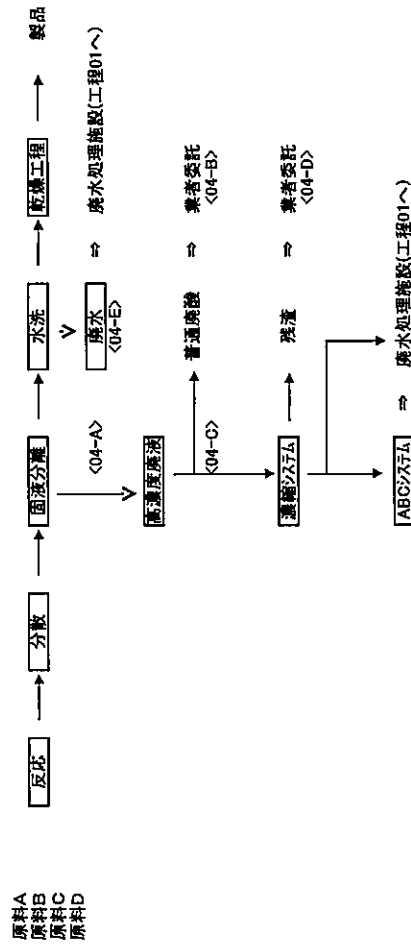 原料A
原料B
原料C
原料D
反応
分散
固液分離
水洗
乾燥工程
製品
<04-A>
廃水
<04-E>
⇒
廃水処理施設(工程01へ)
高濃度廃液
普通廃酸
⇒
業者委託
<04-B>
<04-C>
濃縮システム
残渣
⇒
業者委託
<04-D>
ABCシステム
⇒
廃水処理施設(工程01へ)